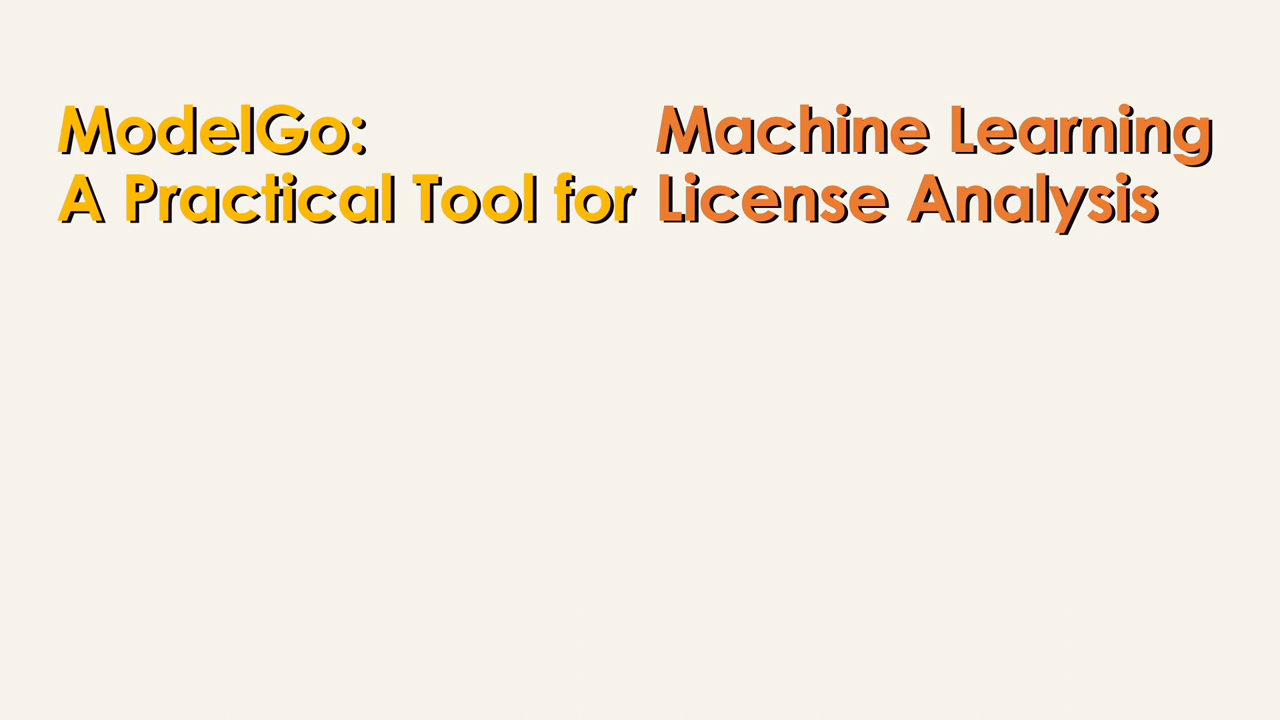 ModelGo:
A Practical Tool for
Machine Learning
License Analysis